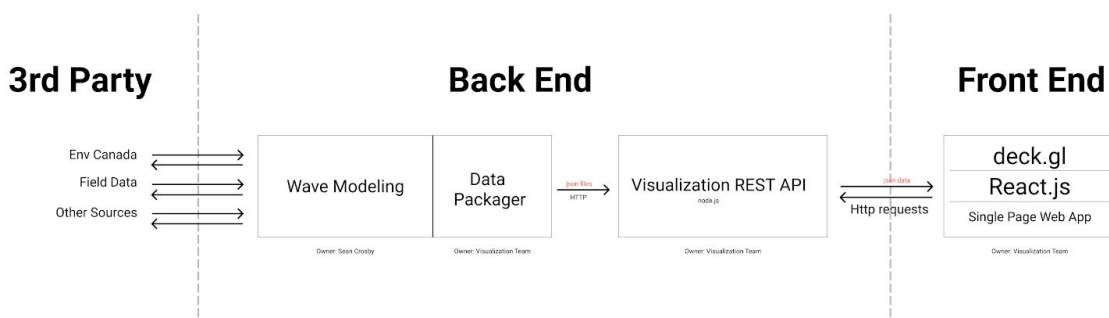 3rd Party
Back End
Front End
Env Canada
Field Data
Other Sources
Wave Modeling
Data
Packager
json files
HTTP
Visualization REST API
node.js
json data
Http requests
deck.gl
React.js
Single Page Web App
Owner: Sean Crosby
Owner: Visualization Team
Owner: Visualization Team
Owner: Visualization Team